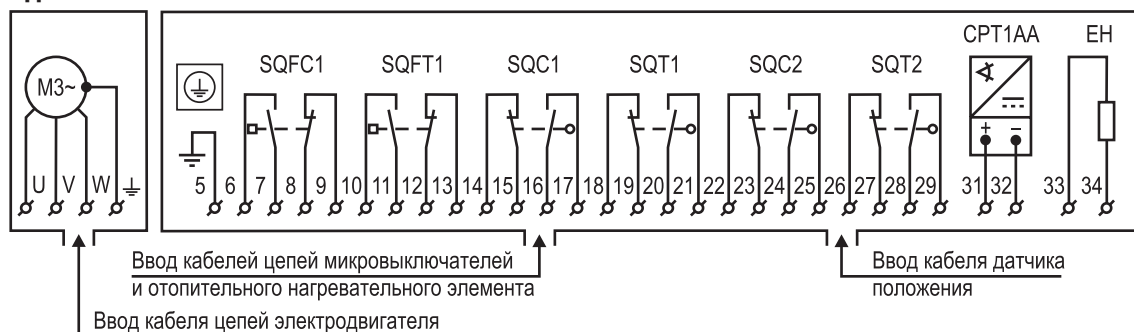 CPT1AA EH
SQFC1 SQFT1 SQC1 SQT1 SQC2 SQT2
M3~
+ −
U V W 5 6 7 8 9 10 11 12 13 14 15 16 17 18 19 20 21 22 23 24 25 26 27 28 29 31 32 33 34
Ввод кабелей цепей микровыключателей
и отопительного нагревательного элемента
Ввод кабеля датчика
положения
Ввод кабеля цепей электродвигателя